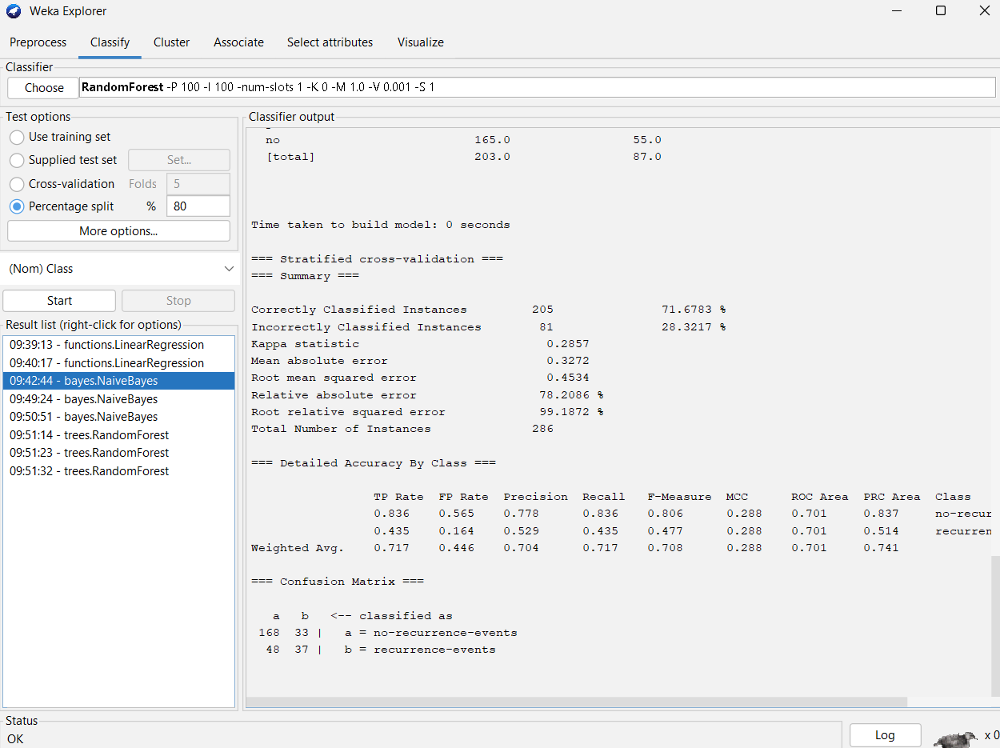 Weka Explorer
Preprocess Classify Cluster Associate Select attributes Visualize
Classifier
Choose RandomForest -P 100 -I 100 -num-slots 1 -K 0 -M 1.0 -V 0.001 -S 1
Test options
Use training set
Supplied test set Set...
Cross-validation Folds 5
Percentage split % 80
More options...
(Nom) Class
Start Stop
Result list (right-click for options)
09:39:13 - functions.LinearRegression
09:40:17 - functions.LinearRegression
09:42:44 - bayes.NaiveBayes
09:49:24 - bayes.NaiveBayes
09:50:51 - bayes.NaiveBayes
09:51:14 - trees.RandomForest
09:51:23 - trees.RandomForest
09:51:32 - trees.RandomForest
Classifier output
no 165.0 55.0
[total] 203.0 87.0
Time taken to build model: 0 seconds
=== Stratified cross-validation ===
=== Summary ===
Correctly Classified Instances 205 71.6783 %
Incorrectly Classified Instances 81 28.3217 %
Kappa statistic 0.2857
Mean absolute error 0.3272
Root mean squared error 0.4534
Relative absolute error 78.2086 %
Root relative squared error 99.1872 %
Total Number of Instances 286
=== Detailed Accuracy By Class ===
TP Rate FP Rate Precision Recall F-Measure MCC ROC Area PRC Area Class
0.836 0.565 0.778 0.836 0.806 0.288 0.701 0.837 no-recur
0.435 0.164 0.529 0.435 0.477 0.288 0.701 0.514 recurren
Weighted Avg. 0.717 0.446 0.704 0.717 0.708 0.288 0.701 0.741
=== Confusion Matrix ===
a b <-- classified as
168 33 | a = no-recurrence-events
48 37 | b = recurrence-events
Status
OK
Log x 0